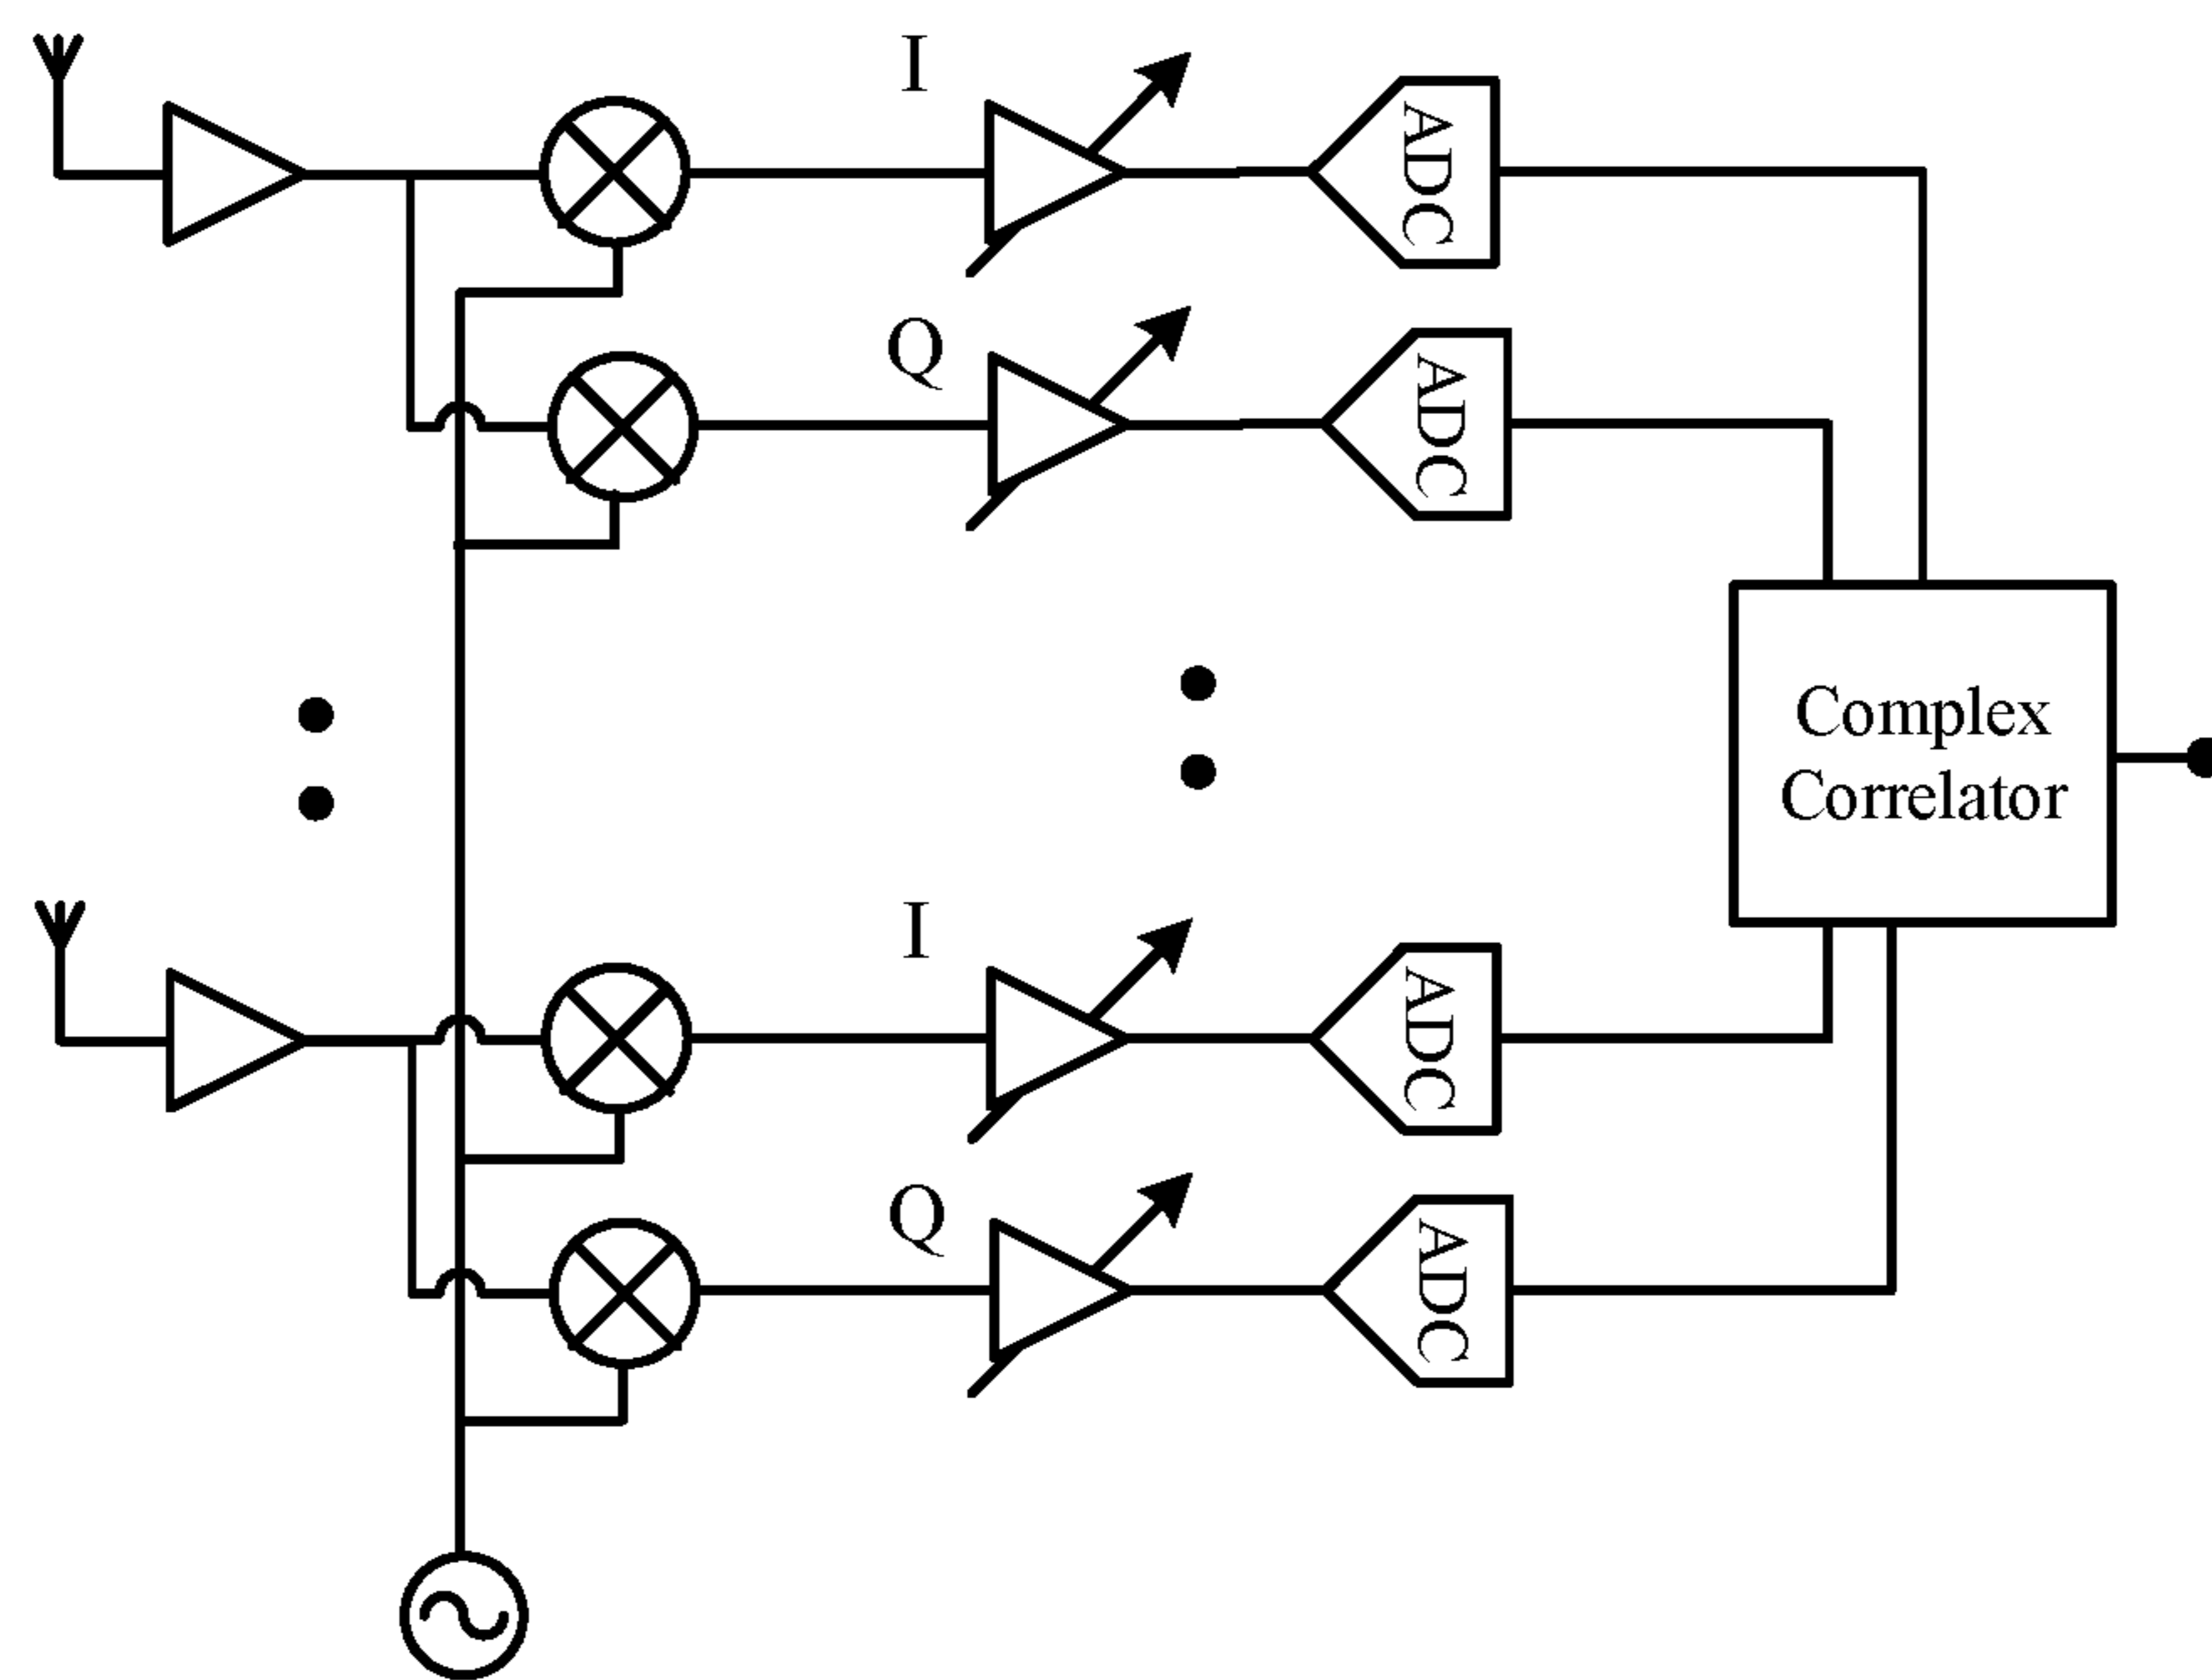 I
ADC
Q
ADC
Complex
Correlator
I
ADC
Q
ADC